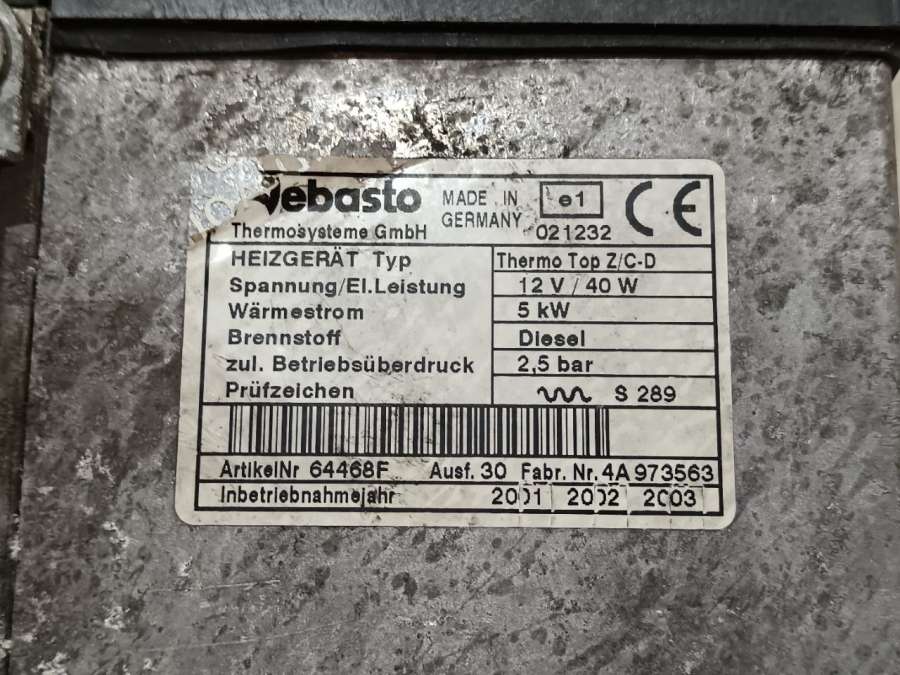 Webasto MADE IN GERMANY e1
Thermosysteme GmbH 021232
HEIZGERÄT Typ Thermo Top Z/C-D
Spannung/El.Leistung 12 V / 40 W
Wärmestrom 5 kW
Brennstoff Diesel
zul. Betriebsüberdruck 2,5 bar
Prüfzeichen S 289
ArtikelNr 64468F Ausf. 30 Fabr. Nr. 4A 973563
Inbetriebnahmejahr 2001 2002 2003